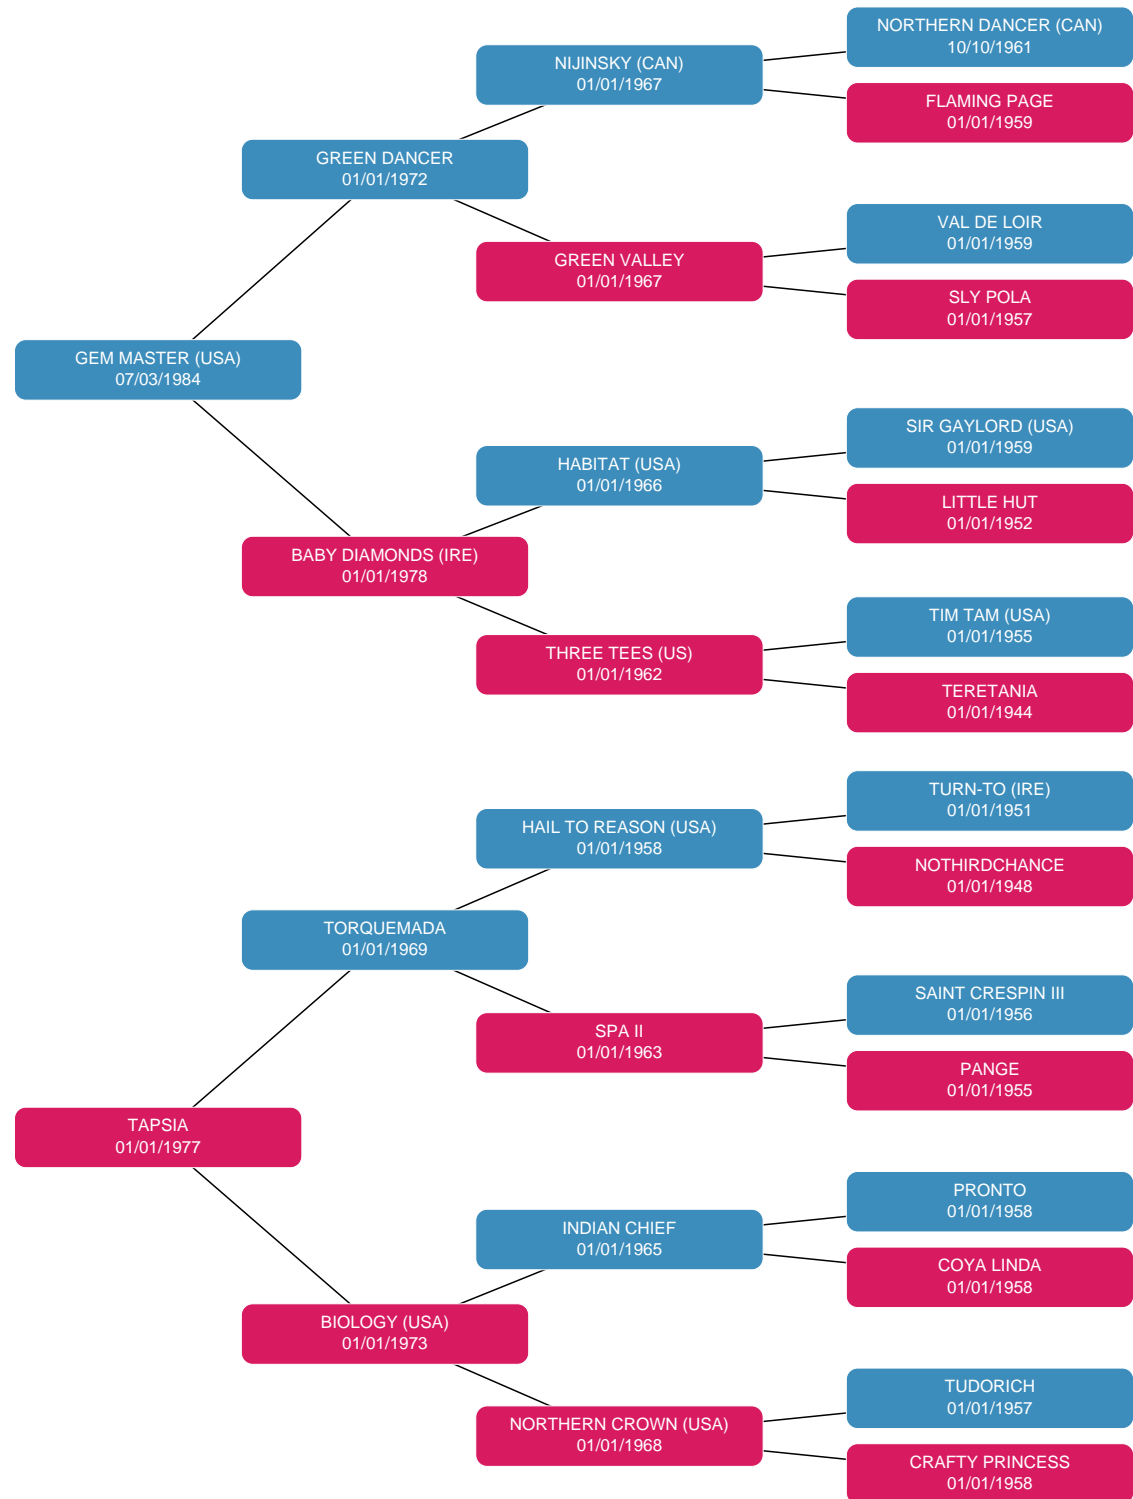 NORTHERN DANCER (CAN)
10/10/1961
NIJINSKY (CAN)
01/01/1967
FLAMING PAGE
01/01/1959
GREEN DANCER
01/01/1972
VAL DE LOIR
01/01/1959
GREEN VALLEY
01/01/1967
SLY POLA
01/01/1957
GEM MASTER (USA)
07/03/1984
SIR GAYLORD (USA)
01/01/1959
HABITAT (USA)
01/01/1966
LITTLE HUT
01/01/1952
BABY DIAMONDS (IRE)
01/01/1978
TIM TAM (USA)
01/01/1955
THREE TEES (US)
01/01/1962
TERETANIA
01/01/1944
TURN-TO (IRE)
01/01/1951
HAIL TO REASON (USA)
01/01/1958
NOTHIRDCHANCE
01/01/1948
TORQUEMADA
01/01/1969
SAINT CRESPIN III
01/01/1956
SPA II
01/01/1963
PANGE
01/01/1955
TAPSIA
01/01/1977
PRONTO
01/01/1958
INDIAN CHIEF
01/01/1965
COYA LINDA
01/01/1958
BIOLOGY (USA)
01/01/1973
TUDORICH
01/01/1957
NORTHERN CROWN (USA)
01/01/1968
CRAFTY PRINCESS
01/01/1958